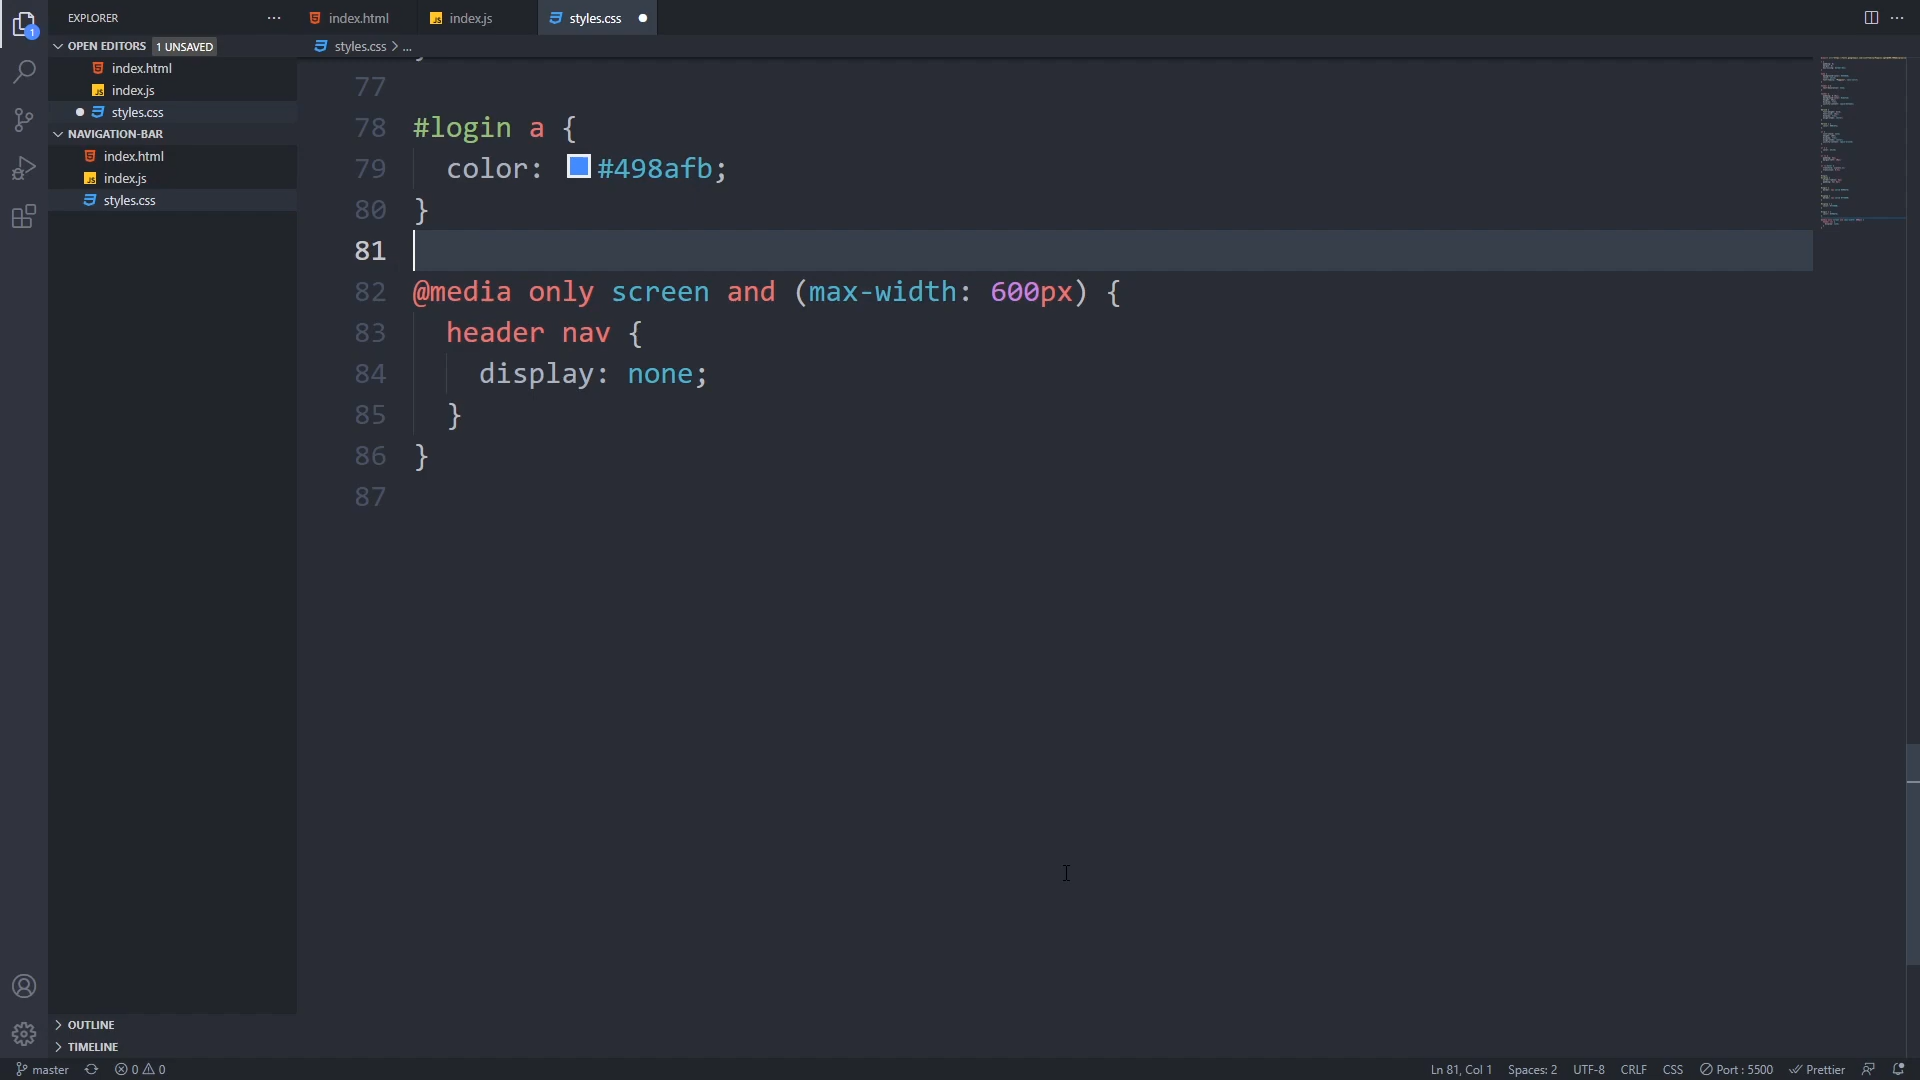 EXPLORER
index.html
index.js
styles.css
OPEN EDITORS 1 UNSAVED
styles.css > ...
index.html
index.js
styles.css
NAVIGATION-BAR
index.html
index.js
styles.css
77
78 #login a {
79 color: #498afb;
80 }
81
82 @media only screen and (max-width: 600px) {
83 header nav {
84 display: none;
85 }
86 }
87
1
OUTLINE
TIMELINE
master 0 0 Ln 81, Col 1 Spaces: 2 UTF-8 CRLF CSS Port : 5500 Prettier